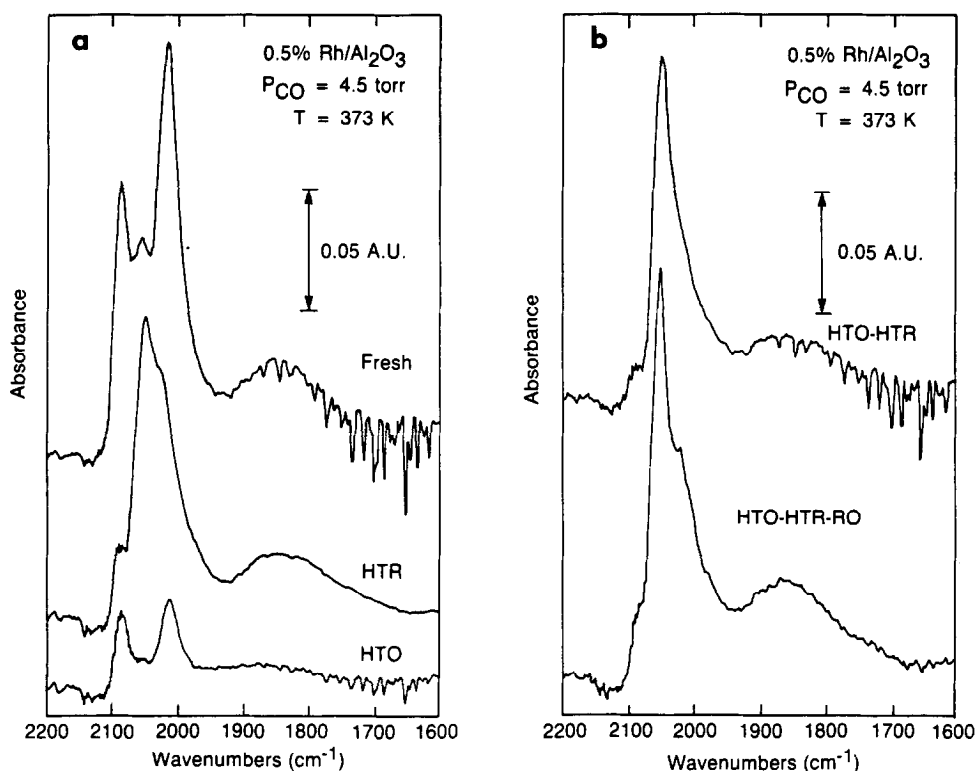 a
0.5% Rh/Al2O3
PCO = 4.5 torr
T = 373 K
0.05 A.U.
Fresh
HTR
HTO
Absorbance
2200 2100 2000 1900 1800 1700 1600
Wavenumbers (cm-1)
b
0.5% Rh/Al2O3
PCO = 4.5 torr
T = 373 K
0.05 A.U.
HTO-HTR
HTO-HTR-RO
Absorbance
2200 2100 2000 1900 1800 1700 1600
Wavenumbers (cm-1)